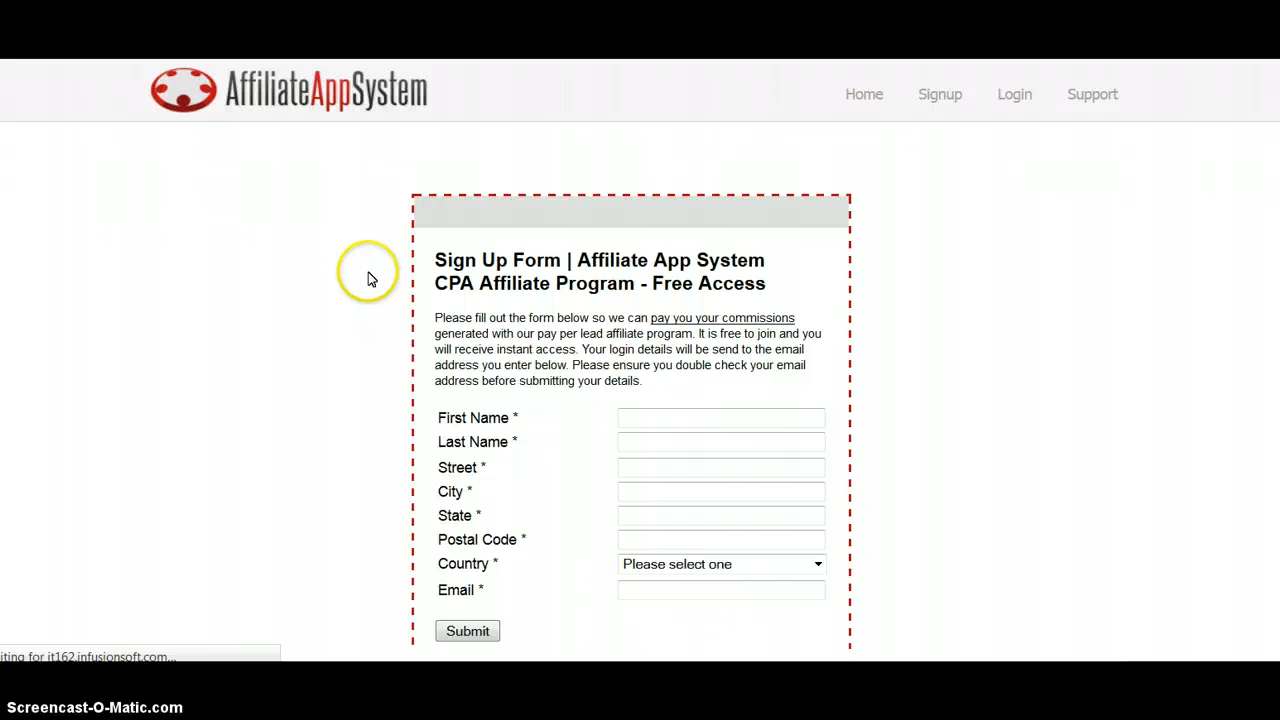 AffiliateAppSystem
Home Signup Login Support
Sign Up Form | Affiliate App System
CPA Affiliate Program - Free Access
Please fill out the form below so we can pay you your commissions
generated with our pay per lead affiliate program. It is free to join and you
will receive instant access. Your login details will be send to the email
address you enter below. Please ensure you double check your email
address before submitting your details.
First Name *
Last Name *
Street *
City *
State *
Postal Code *
Country * Please select one
Email *
Submit
iting for it162.infusionsoft.com...
Screencast-O-Matic.com